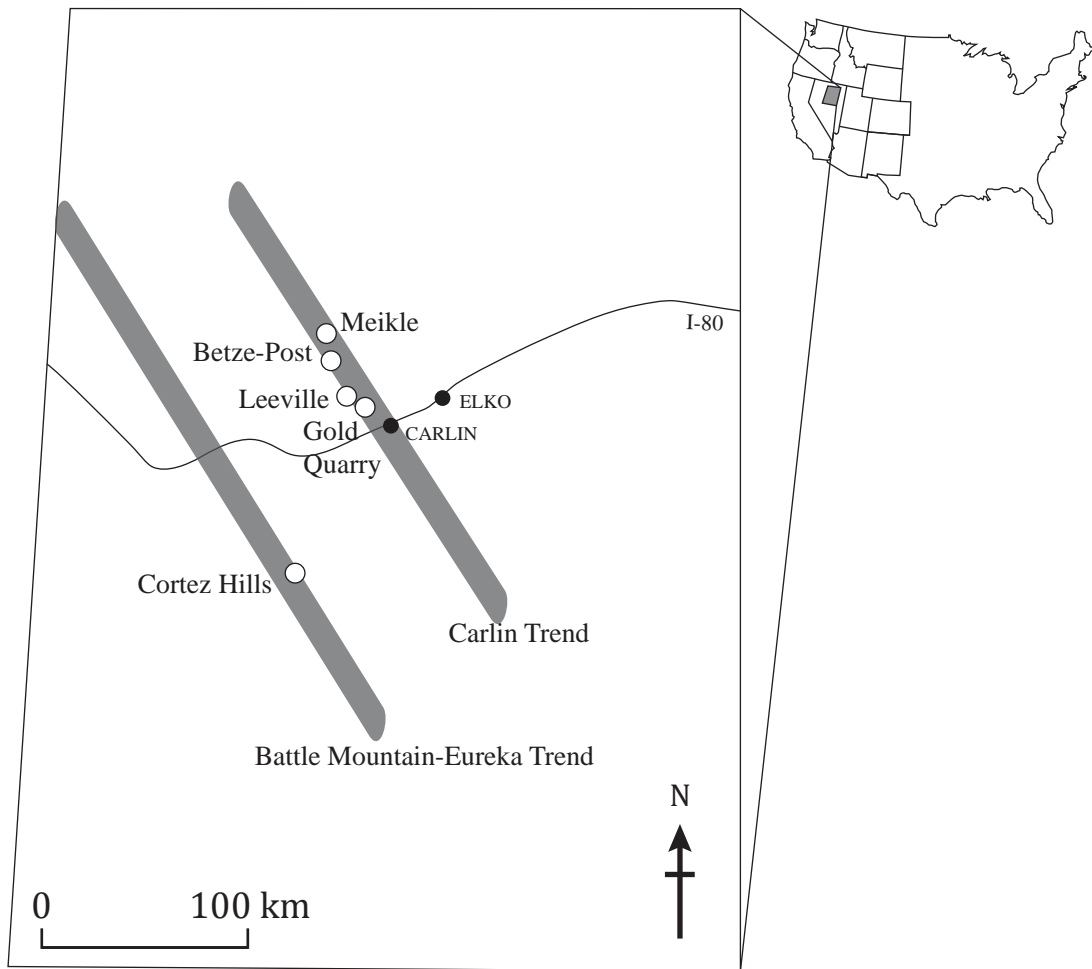 Meikle
I-80
Betze-Post
Leeville
ELKO
Gold
Quarry
CARLIN
Cortez Hills
Carlin Trend
Battle Mountain-Eureka Trend
N
0 100 km